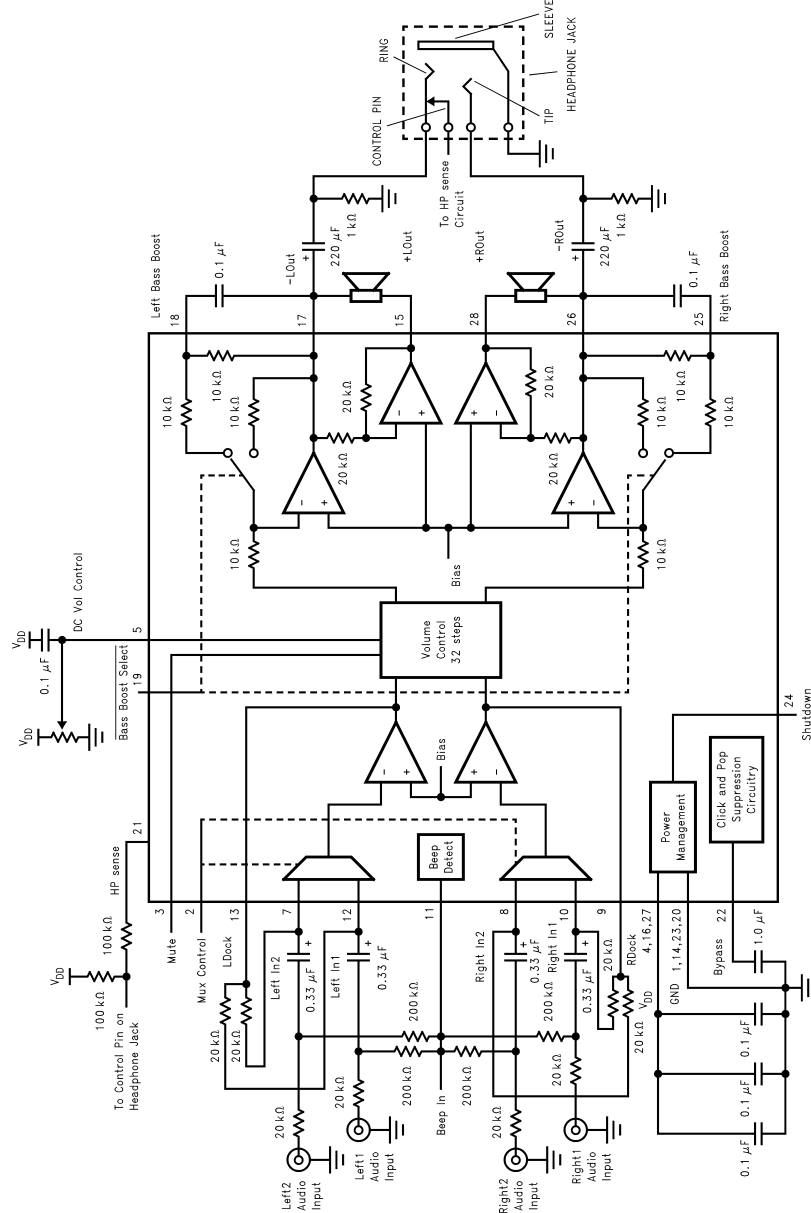 SLEEVE
RING
HEADPHONE JACK
TIP
CONTROL PIN
To HP sense
Circuit
1 kΩ
1 kΩ
220 µF
+
-LOut
+LOut
+ROut
-ROut
220 µF
+
Left Bass Boost
0.1 µF
0.1 µF
Right Bass Boost
18
17
15
28
26
25
10 kΩ
10 kΩ
10 kΩ
20 kΩ
20 kΩ
20 kΩ
20 kΩ
10 kΩ
10 kΩ
10 kΩ
-
+
-
+
-
+
-
+
10 kΩ
Bias
10 kΩ
VDD
0.1 µF
DC Vol Control
5
VDD
Bass Boost Select
19
Volume
Control
32 steps
24
Shutdown
-
+
Bias
+
-
Power
Management
Click and Pop
Suppression
Circuitry
Beep
Detect
HP sense
21
VDD
100 kΩ
100 kΩ
To Control Pin on
Headphone Jack
3
2
13
7
12
11
8
10
9
4,16,27
1,14,23,20
22
Mute
Mux Control
LDock
Left In2
Left In1
Right In2
Right In1
RDock
VDD
GND
Bypass
1.0 µF
+
0.33 µF
+
0.33 µF
+
0.33 µF
+
0.33 µF
20 kΩ
20 kΩ
20 kΩ
20 kΩ
200 kΩ
200 kΩ
200 kΩ
200 kΩ
20 kΩ
20 kΩ
20 kΩ
20 kΩ
Beep In
0.1 µF
0.1 µF
0.1 µF
Left2
Audio
Input
Left1
Audio
Input
Right2
Audio
Input
Right1
Audio
Input